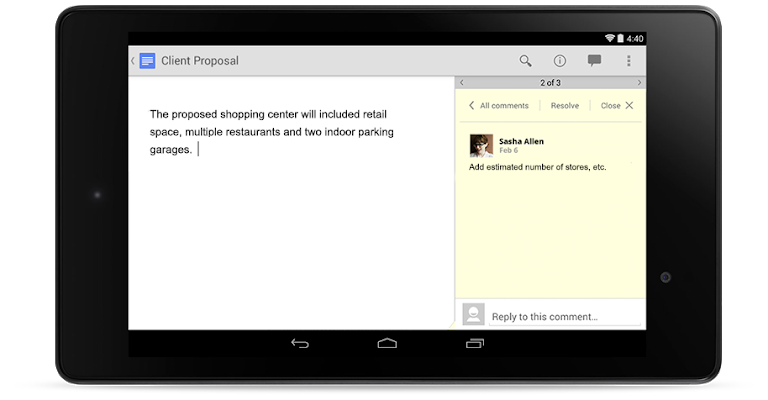 4:40
Client Proposal
2 of 3
The proposed shopping center will included retail
space, multiple restaurants and two indoor parking
garages.
All comments
Resolve
Close
Sasha Allen
Feb 6
Add estimated number of stores, etc.
Reply to this comment...